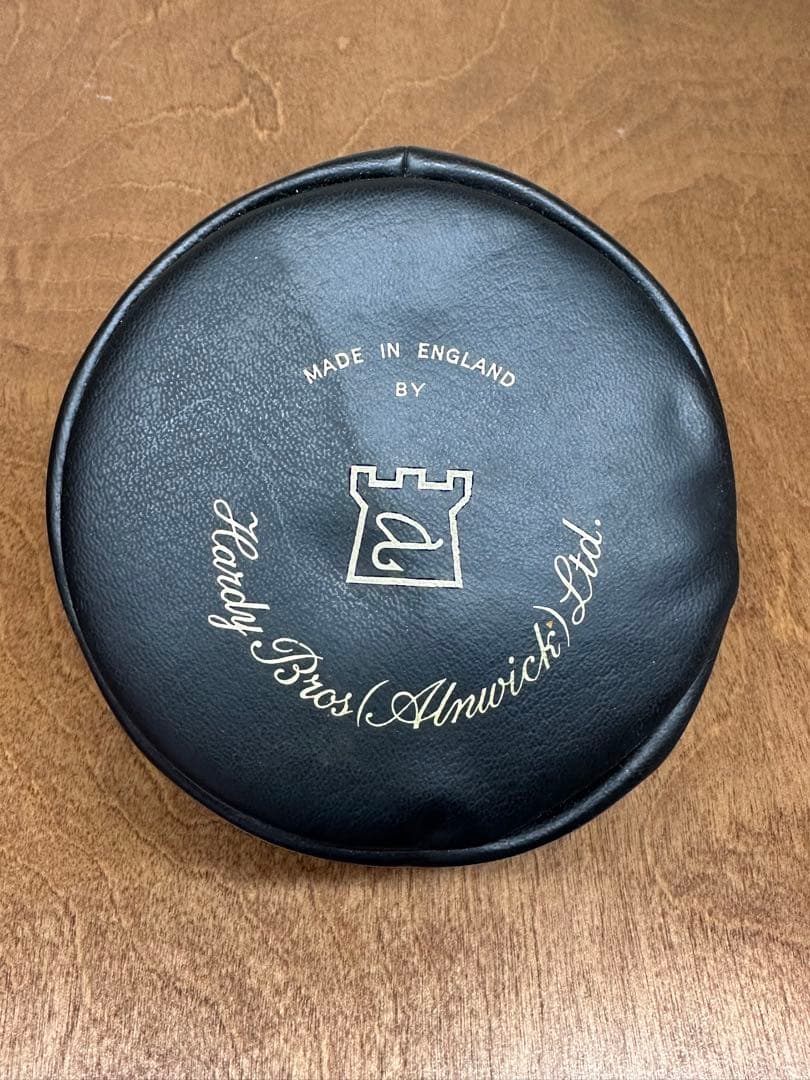 MADE IN ENGLAND
BY
a
Hardy Bros (Alnwick) Ltd.